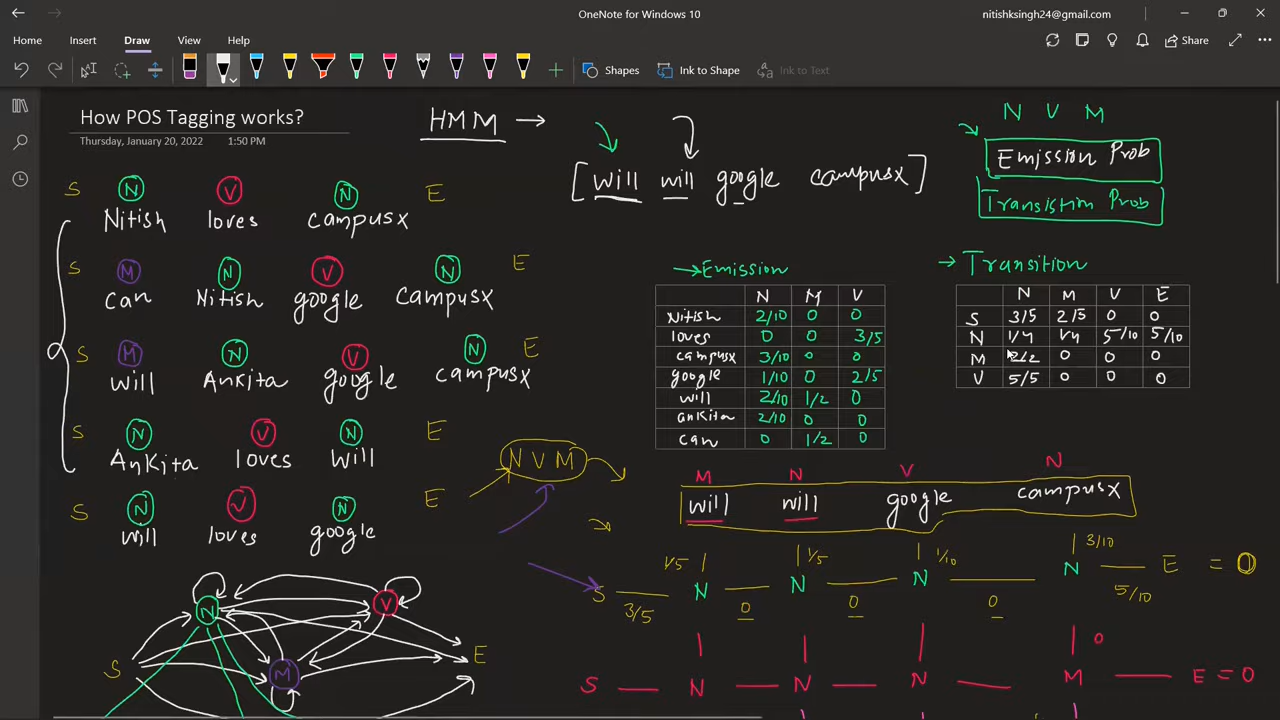 OneNote for Windows 10
nitishksingh24@gmail.com
Home Insert Draw View Help
Share
Shapes Ink to Shape Ink to Text
How POS Tagging works?
Thursday, January 20, 2022 1:50 PM
HMM →
[will will google campusx]
N V M
Emission Prob
Transistion Prob
S N V N E
Nitish loves campusx
S M N V N E
can Nitish google campusx
S M N V N E
will Ankita google campusx
S N V N E
Ankita loves will
S N V N E
will loves google
N V M
→ Emission
N M V
Nitish 2/10 0 0
loves 0 0 3/5
campusx 3/10 0 0
google 1/10 0 2/5
will 2/10 1/2 0
ankita 2/10 0 0
can 0 1/2 0
→ Transition
N M V E
S 3/5 2/5 0 0
N 1/4 1/4 5/10 5/10
M 2/2 0 0 0
V 5/5 0 0 0
M N V N
will will google campusx
1/5 1/5 1/10 3/10
S N N N N E = 0
3/5 0 0 0 5/10
0
S N N N M E = 0
N V
S M E